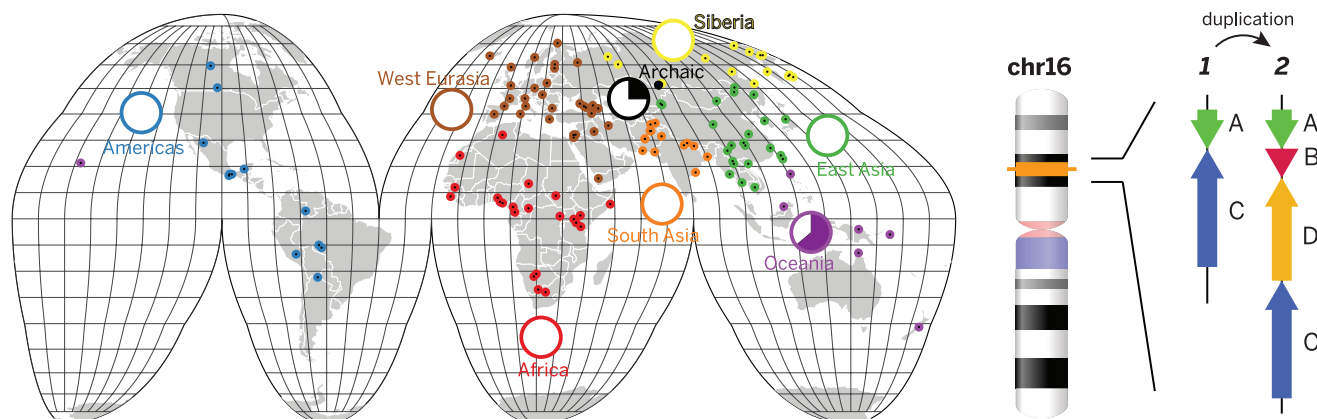 Siberia
West Eurasia
Archaic
Americas
East Asia
South Asia
Oceania
Africa
chr16
duplication
1 2
A
C
A
B
D
C